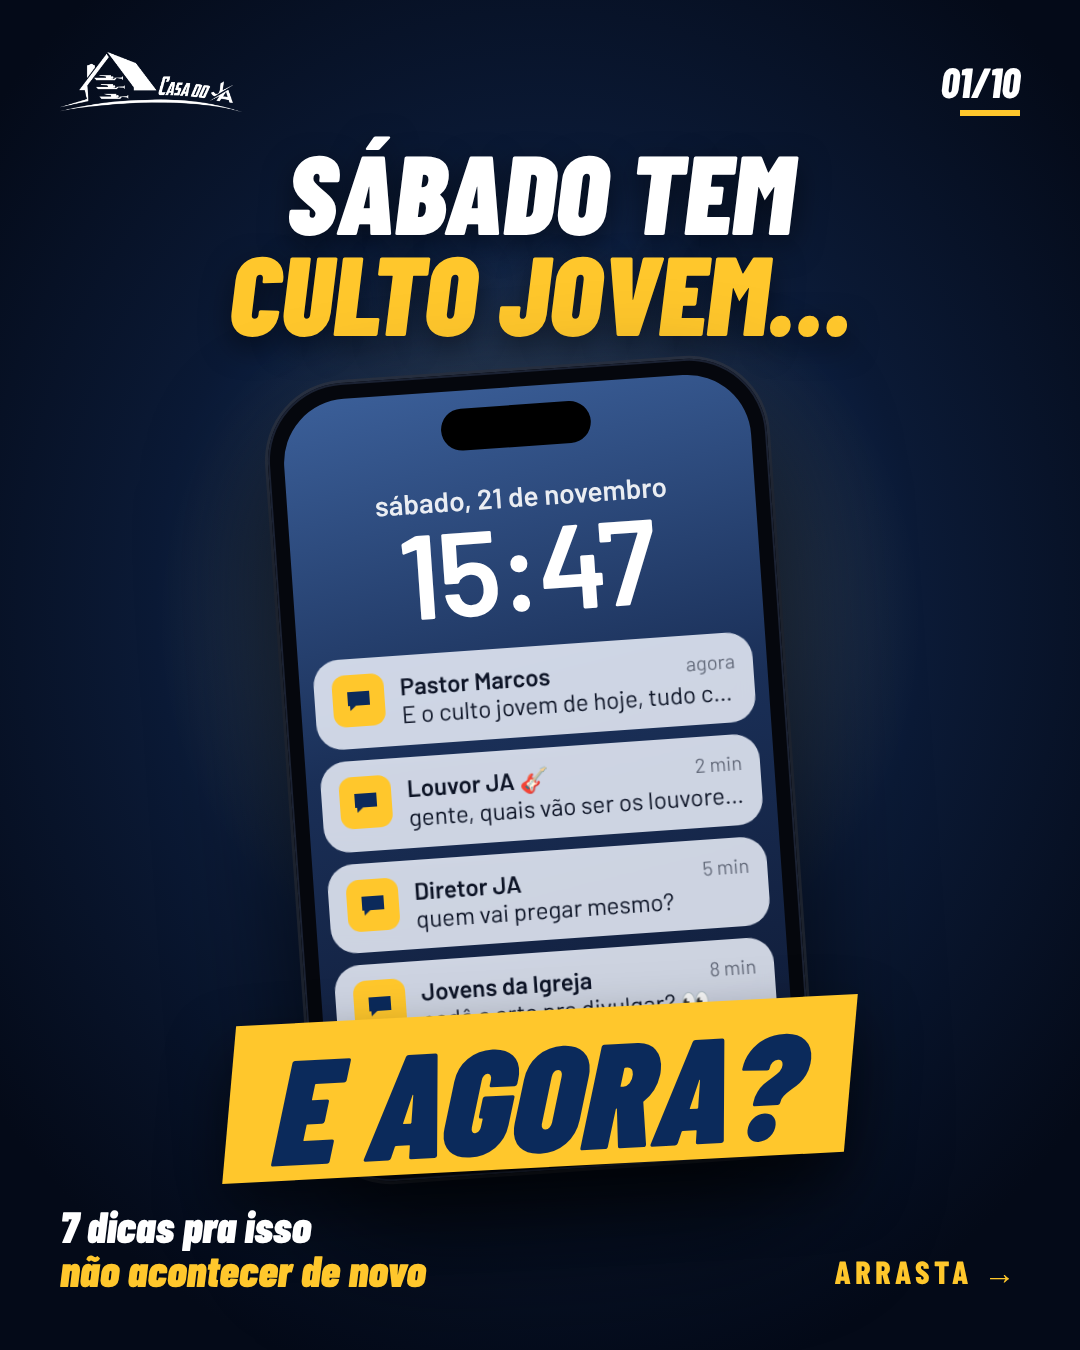 CASA DO JA
01/10
SÁBADO TEM
CULTO JOVEM...
sábado, 21 de novembro
15:47
Pastor Marcos
agora
E o culto jovem de hoje, tudo c...
Louvor JA 🎸
2 min
gente, quais vão ser os louvore...
Diretor JA
5 min
quem vai pregar mesmo?
Jovens da Igreja
8 min
divulgar? 👀
E AGORA?
7 dicas pra isso
não acontecer de novo
ARRASTA →